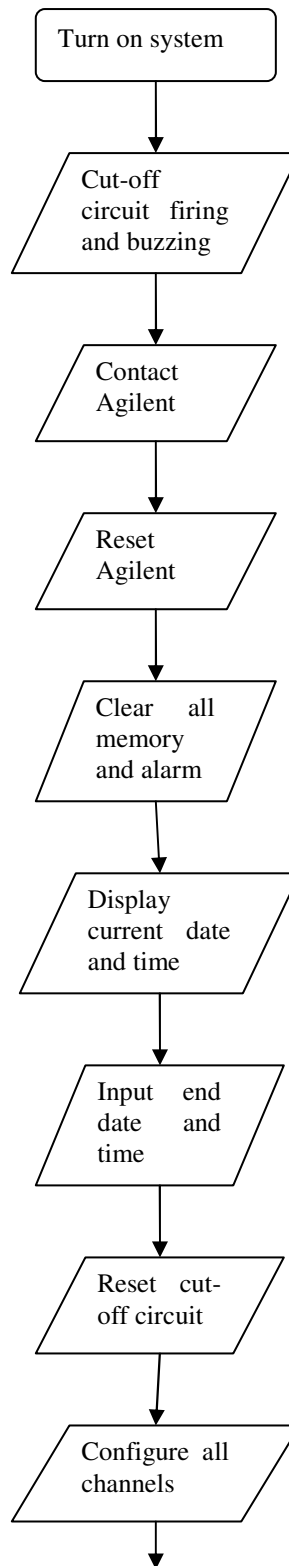 Turn on system
Cut-off
circuit firing
and buzzing
Contact
Agilent
Reset
Agilent
Clear all
memory
and alarm
Display
current date
and time
Input end
date and
time
Reset cut-
off circuit
Configure all
channels